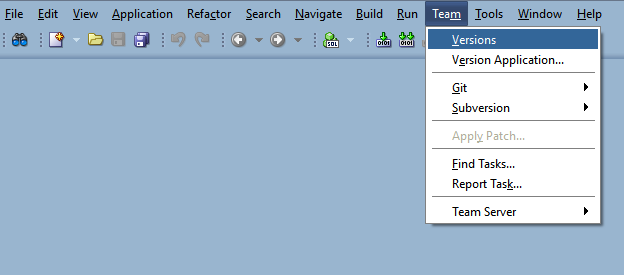 File Edit View Application Refactor Search Navigate Build Run Team Tools Window Help
SQL
Versions
Version Application...
Git
Subversion
Apply Patch...
Find Tasks...
Report Task...
Team Server